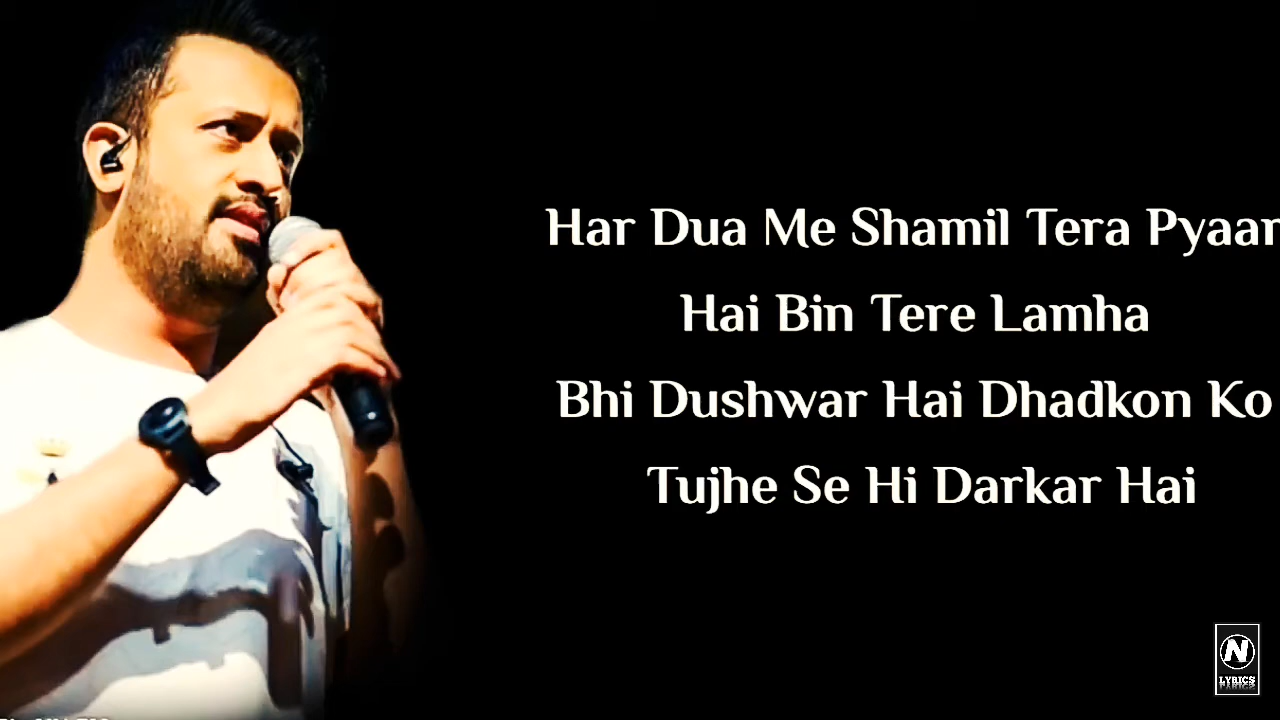 Har Dua Me Shamil Tera Pyaar
Hai Bin Tere Lamha
Bhi Dushwar Hai Dhadkon Ko
Tujhe Se Hi Darkar Hai
N
LYRICS